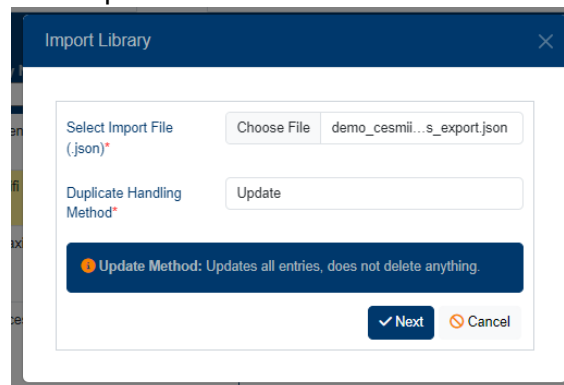 Import Library
Select Import File
(.json)*
Choose File demo_cesmii...s_export.json
Duplicate Handling
Method*
Update
Update Method: Updates all entries, does not delete anything.
Next Cancel